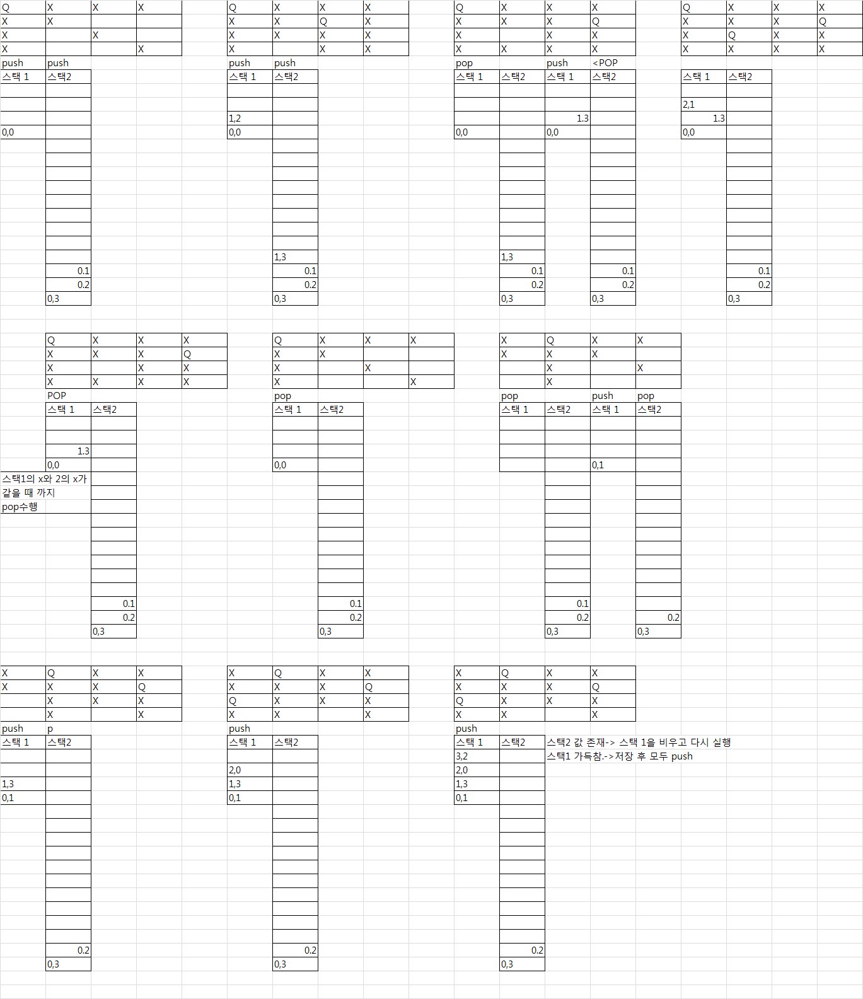 Q X X X Q X X X Q X X X Q X X X
X X X X Q X X X X Q X X X Q
X X X X X X X X X X Q X X
X X X X X X X X X X X X X
push push push push pop push <POP
스택 1 스택2 스택 1 스택2 스택 1 스택2 스택 1 스택2 스택 1 스택2
2,1
1,2 1.3 1.3
0,0 0,0 0,0 0,0 0,0
1,3 1,3
0.1 0.1 0.1 0.1 0.1
0.2 0.2 0.2 0.2 0.2
0,3 0,3 0,3 0,3 0,3
Q X X X Q X X X X Q X X
X X X Q X X X X X
X X X X X X X
X X X X X X X
POP pop pop push pop
스택 1 스택2 스택 1 스택2 스택 1 스택2 스택 1 스택2
1.3
0,0 0,0 0,1
스택1의 x와 2의 x가
같을 때 까지
pop수행
0.1 0.1 0.1
0.2 0.2 0.2 0.2
0,3 0,3 0,3 0,3
X Q X X X Q X X X Q X X
X X X Q X X X Q X X X Q
X X X Q X X X Q X X X
X X X X X X X X
push p push push
스택 1 스택2 스택 1 스택2 스택 1 스택2 스택2 값 존재-> 스택 1을 비우고 다시 실행
3,2 스택1 가득참.->저장 후 모두 push
2,0 2,0
1,3 1,3 1,3
0,1 0,1 0,1
0.2 0.2 0.2
0,3 0,3 0,3